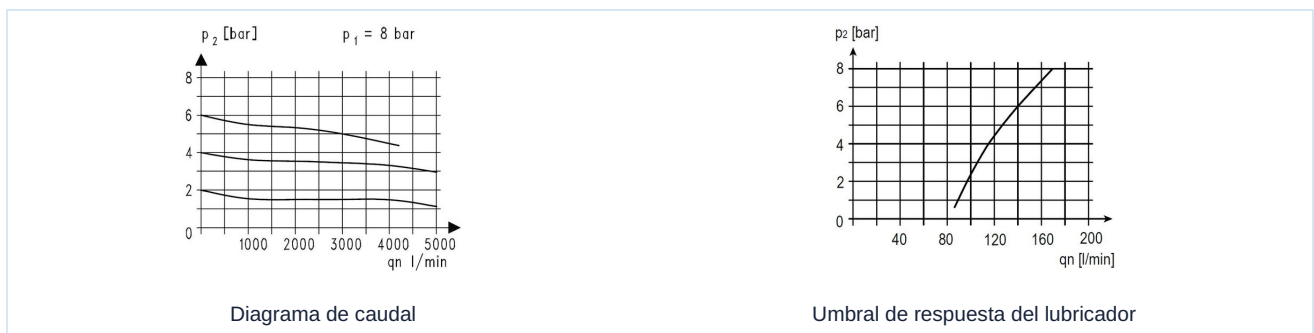 p 2 [bar] p 1 = 8 bar
8
6
4
2
0
1000 2000 3000 4000 5000
qn l/min
Diagrama de caudal
p2 [bar]
8
6
4
2
0
40 80 120 160 200
qn [l/min]
Umbral de respuesta del lubricador